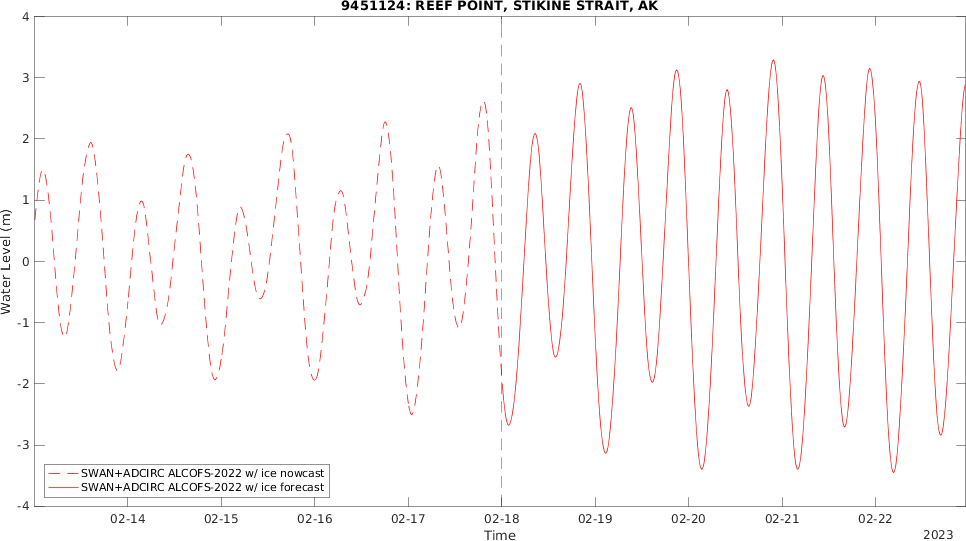 9451124: REEF POINT, STIKINE STRAIT, AK
Water Level (m)
4
3
2
1
0
-1
-2
-3
-4
SWAN+ADCIRC ALCOFS-2022 w/ ice nowcast
SWAN+ADCIRC ALCOFS-2022 w/ ice forecast
02-14 02-15 02-16 02-17 02-18 02-19 02-20 02-21 02-22
Time
2023